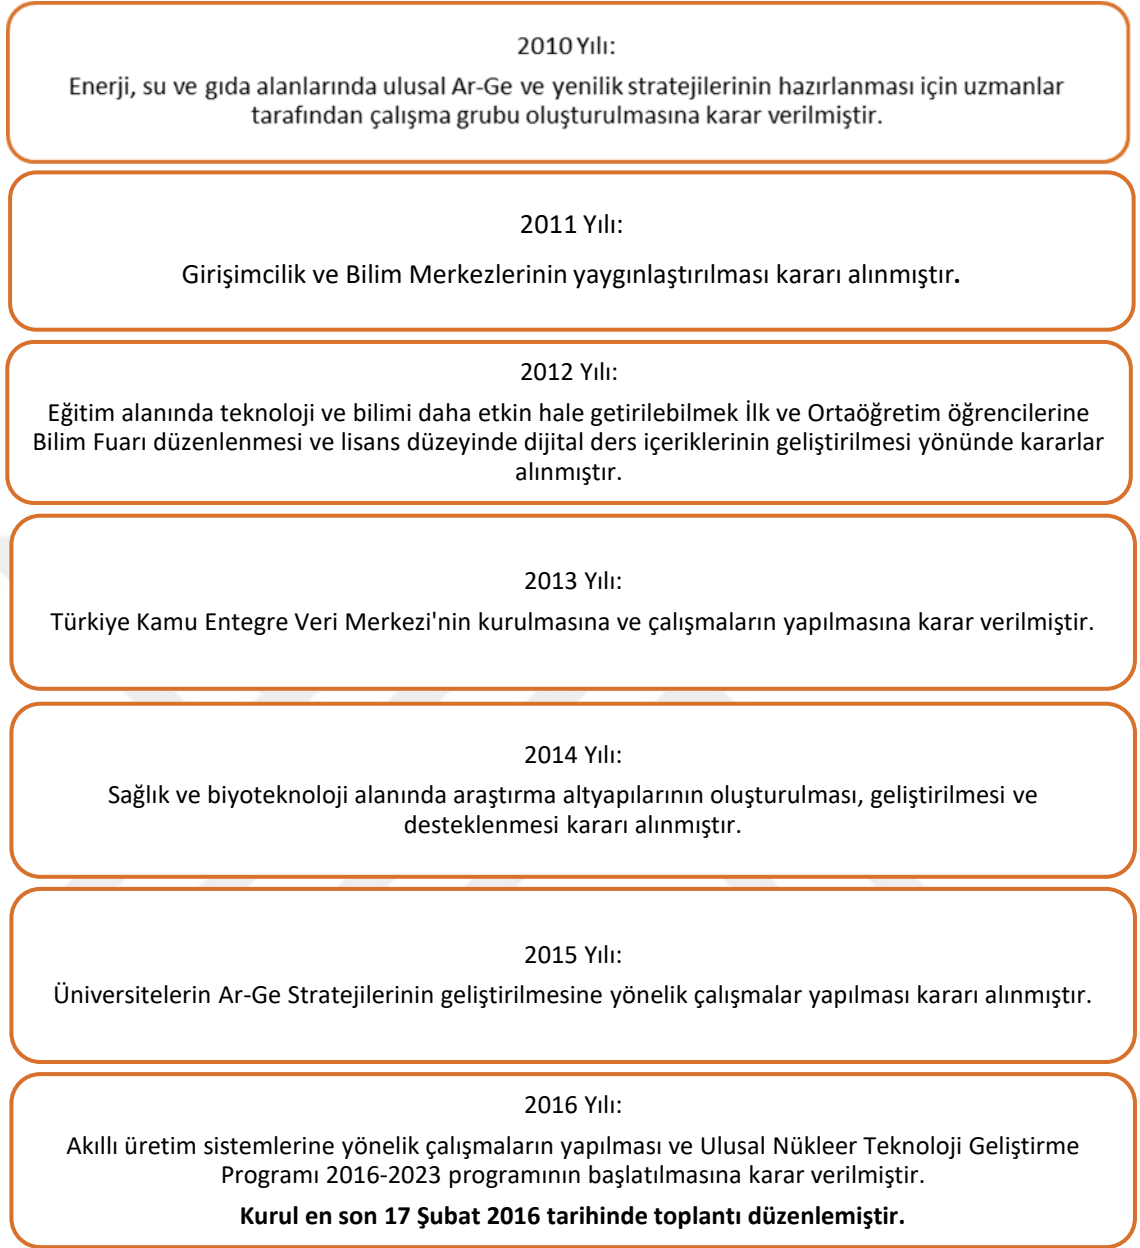 2010 Yılı:
Enerji, su ve gıda alanlarında ulusal Ar-Ge ve yenilik stratejilerinin hazırlanması için uzmanlar
tarafından çalışma grubu oluşturulmasına karar verilmiştir.
2011 Yılı:
Girişimcilik ve Bilim Merkezlerinin yaygınlaştırılması kararı alınmıştır.
2012 Yılı:
Eğitim alanında teknoloji ve bilimi daha etkin hale getirilebilmek İlk ve Ortaöğretim öğrencilerine
Bilim Fuarı düzenlenmesi ve lisans düzeyinde dijital ders içeriklerinin geliştirilmesi yönünde kararlar
alınmıştır.
2013 Yılı:
Türkiye Kamu Entegre Veri Merkezi'nin kurulmasına ve çalışmaların yapılmasına karar verilmiştir.
2014 Yılı:
Sağlık ve biyoteknoloji alanında araştırma altyapılarının oluşturulması, geliştirilmesi ve
desteklenmesi kararı alınmıştır.
2015 Yılı:
Üniversitelerin Ar-Ge Stratejilerinin geliştirilmesine yönelik çalışmalar yapılması kararı alınmıştır.
2016 Yılı:
Akıllı üretim sistemlerine yönelik çalışmaların yapılması ve Ulusal Nükleer Teknoloji Geliştirme
Programı 2016-2023 programının başlatılmasına karar verilmiştir.
Kurul en son 17 Şubat 2016 tarihinde toplantı düzenlemiştir.